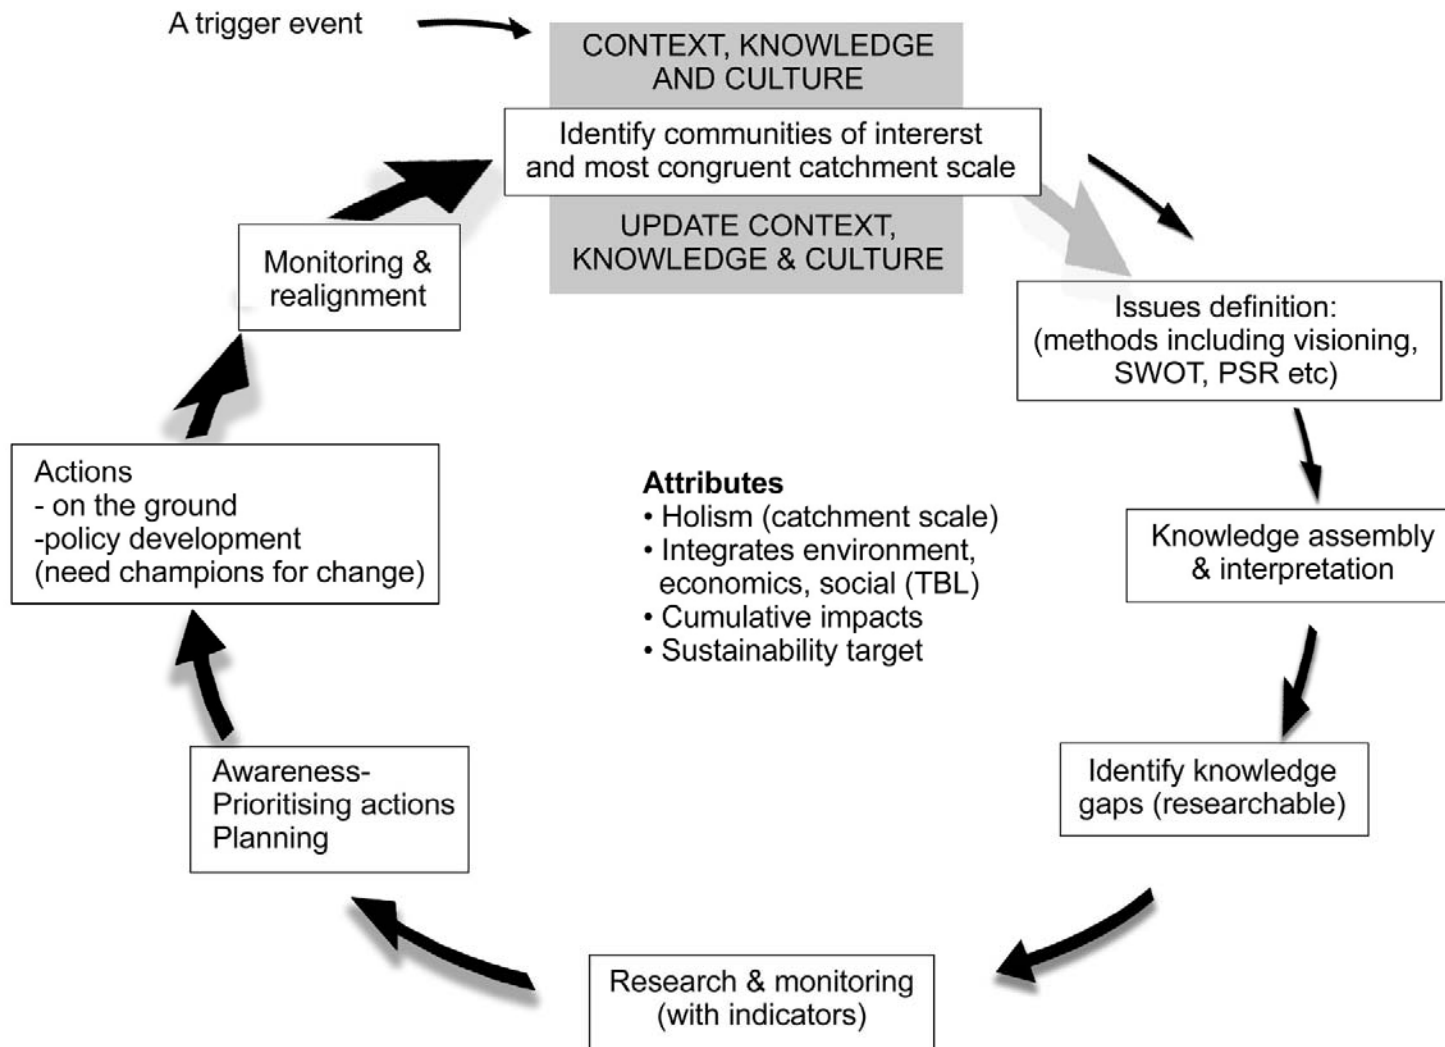 A trigger event
CONTEXT, KNOWLEDGE
AND CULTURE
Identify communities of intererst
and most congruent catchment scale
UPDATE CONTEXT,
KNOWLEDGE & CULTURE
Issues definition:
(methods including visioning,
SWOT, PSR etc)
Knowledge assembly
& interpretation
Identify knowledge
gaps (researchable)
Research & monitoring
(with indicators)
Awareness-
Prioritising actions
Planning
Actions
- on the ground
-policy development
(need champions for change)
Monitoring &
realignment
Attributes
• Holism (catchment scale)
• Integrates environment,
economics, social (TBL)
• Cumulative impacts
• Sustainability target